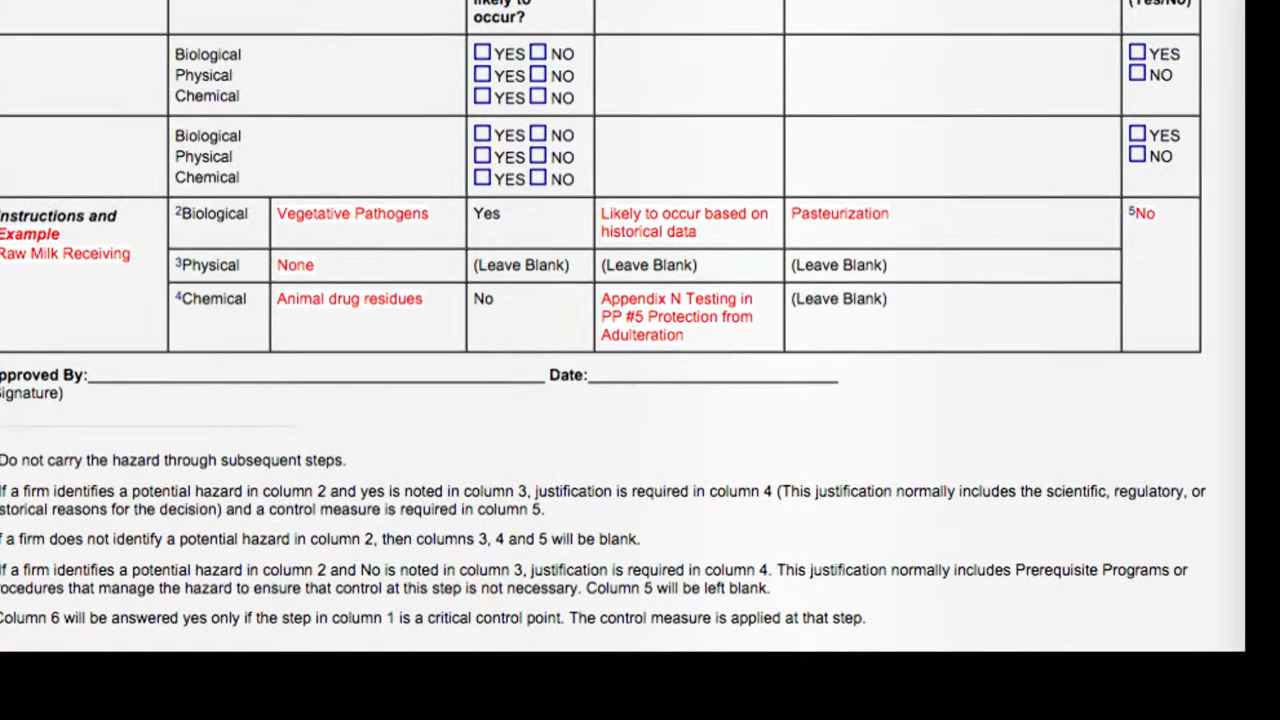 likely to
occur?
(Yes/No)
Biological
Physical
Chemical
YES NO
YES NO
YES NO
YES
NO
Biological
Physical
Chemical
YES NO
YES NO
YES NO
YES
NO
Instructions and
Example
Raw Milk Receiving
2Biological
Vegetative Pathogens
Yes
Likely to occur based on
historical data
Pasteurization
5No
3Physical
None
(Leave Blank)
(Leave Blank)
(Leave Blank)
4Chemical
Animal drug residues
No
Appendix N Testing in
PP #5 Protection from
Adulteration
(Leave Blank)
pproved By: Date:
ignature)
Do not carry the hazard through subsequent steps.
If a firm identifies a potential hazard in column 2 and yes is noted in column 3, justification is required in column 4 (This justification normally includes the scientific, regulatory, or
storical reasons for the decision) and a control measure is required in column 5.
f a firm does not identify a potential hazard in column 2, then columns 3, 4 and 5 will be blank.
If a firm identifies a potential hazard in column 2 and No is noted in column 3, justification is required in column 4. This justification normally includes Prerequisite Programs or
rocedures that manage the hazard to ensure that control at this step is not necessary. Column 5 will be left blank.
Column 6 will be answered yes only if the step in column 1 is a critical control point. The control measure is applied at that step.